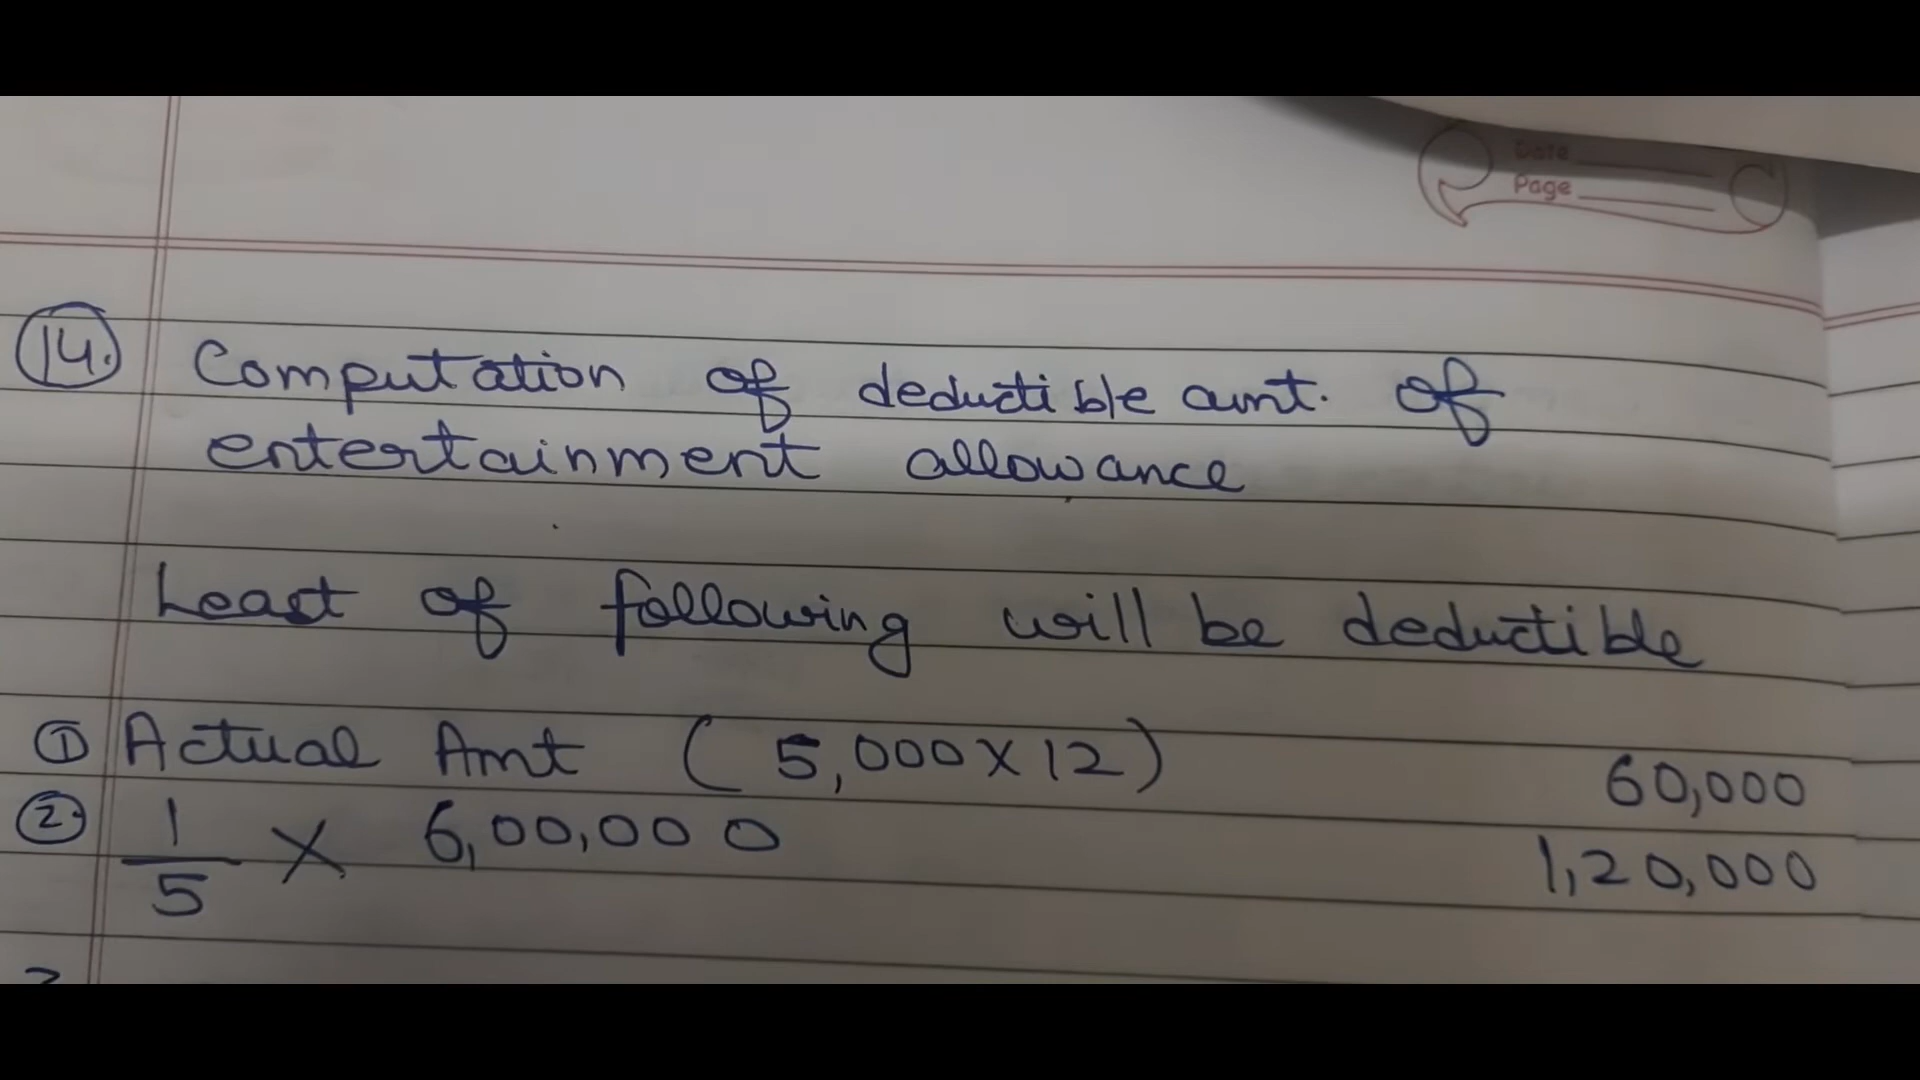 Date
Page
14. Computation of deductible amt. of
entertainment allowance
Least of following will be deductible
① Actual Amt (5,000 × 12) 60,000
②. 1/5 × 6,00,000 1,20,000